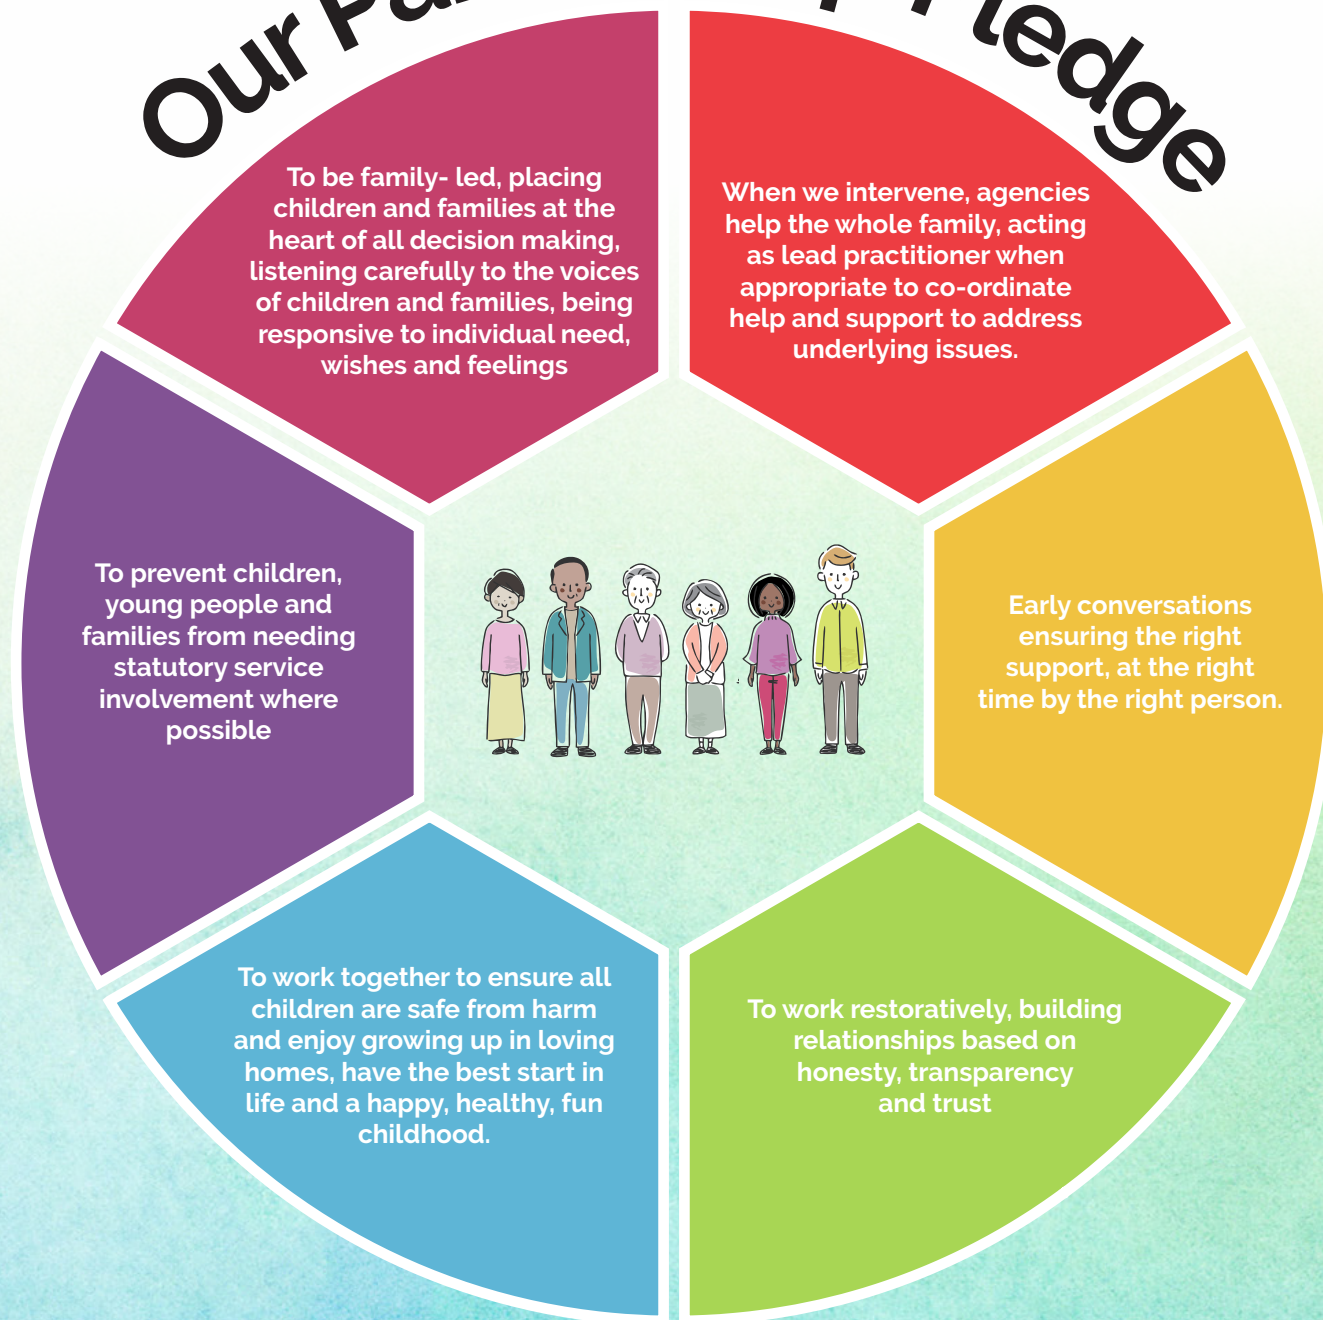 Our Pledge
To be family- led, placing
children and families at the
heart of all decision making,
listening carefully to the voices
of children and families, being
responsive to individual need,
wishes and feelings
When we intervene, agencies
help the whole family, acting
as lead practitioner when
appropriate to co-ordinate
help and support to address
underlying issues.
Early conversations
ensuring the right
support, at the right
time by the right person.
To work restoratively, building
relationships based on
honesty, transparency
and trust
To work together to ensure all
children are safe from harm
and enjoy growing up in loving
homes, have the best start in
life and a happy, healthy, fun
childhood.
To prevent children,
young people and
families from needing
statutory service
involvement where
possible